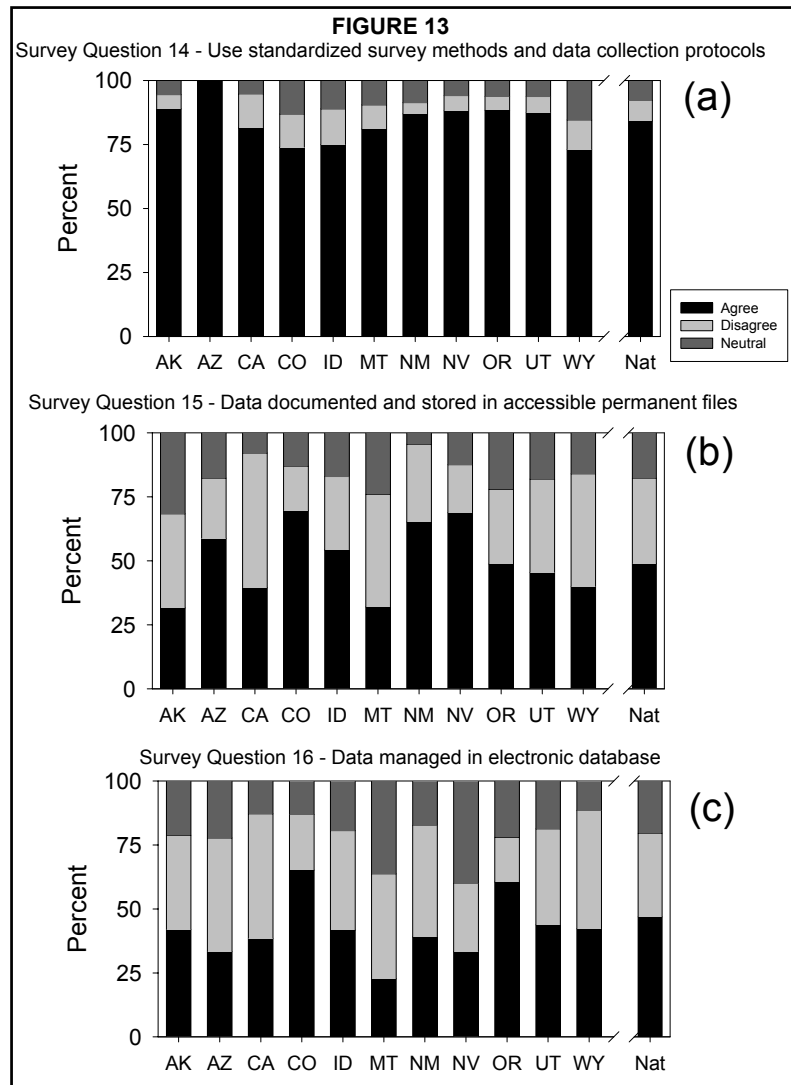 FIGURE 13
Survey Question 14 - Use standardized survey methods and data collection protocols
(a)
Percent
100
75
50
25
0
AK AZ CA CO ID MT NM NV OR UT WY Nat
Agree
Disagree
Neutral
Survey Question 15 - Data documented and stored in accessible permanent files
(b)
Percent
100
75
50
25
0
AK AZ CA CO ID MT NM NV OR UT WY Nat
Survey Question 16 - Data managed in electronic database
(c)
Percent
100
75
50
25
0
AK AZ CA CO ID MT NM NV OR UT WY Nat